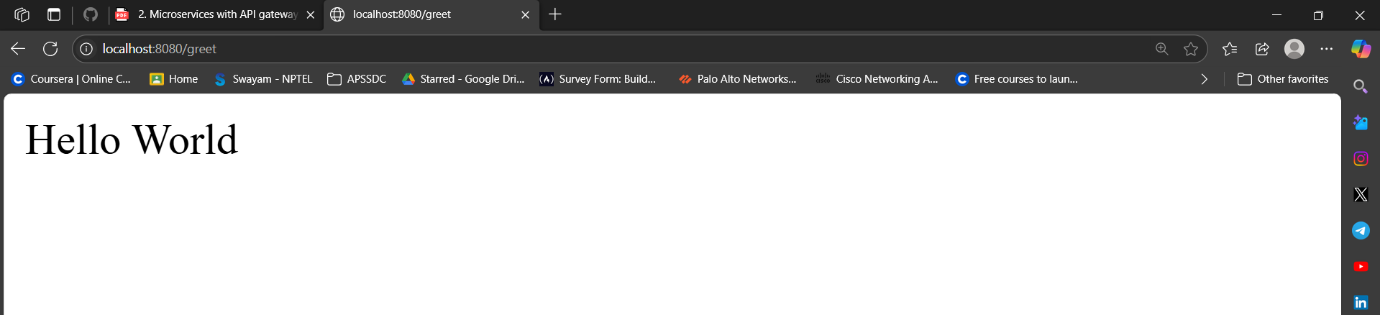 2. Microservices with API gateway
localhost:8080/greet
localhost:8080/greet
Coursera | Online C... Home Swayam - NPTEL APSSDC Starred - Google Dri... Survey Form: Build... Palo Alto Networks... Cisco Networking A... Free courses to laun... Other favorites
Hello World